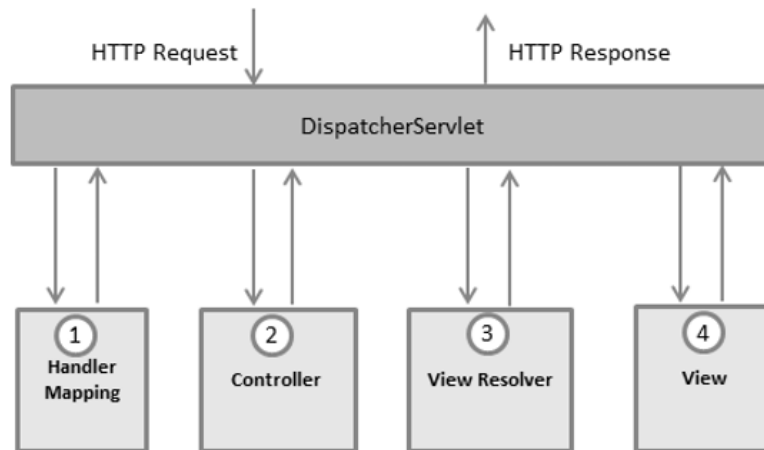 HTTP Request
HTTP Response
DispatcherServlet
1
Handler
Mapping
2
Controller
3
View Resolver
4
View